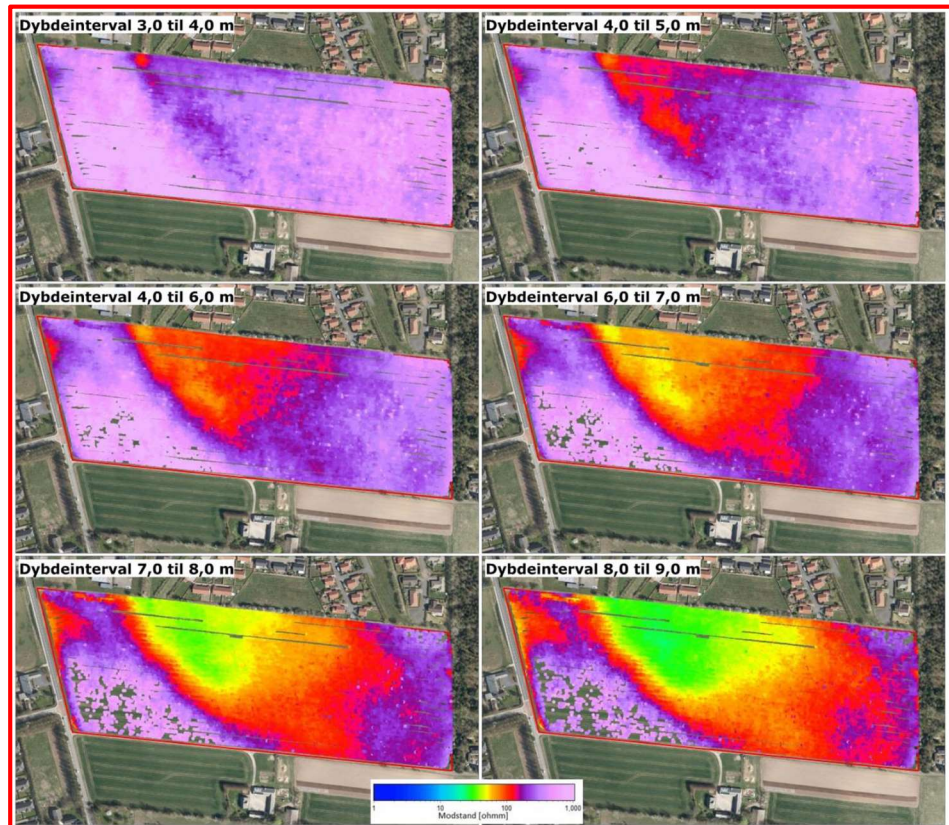 Dybdeinterval 3,0 til 4,0 m
Dybdeinterval 4,0 til 5,0 m
Dybdeinterval 4,0 til 6,0 m
Dybdeinterval 6,0 til 7,0 m
Dybdeinterval 7,0 til 8,0 m
Dybdeinterval 8,0 til 9,0 m
1 10 100 1,000
Modstand [ohmm]